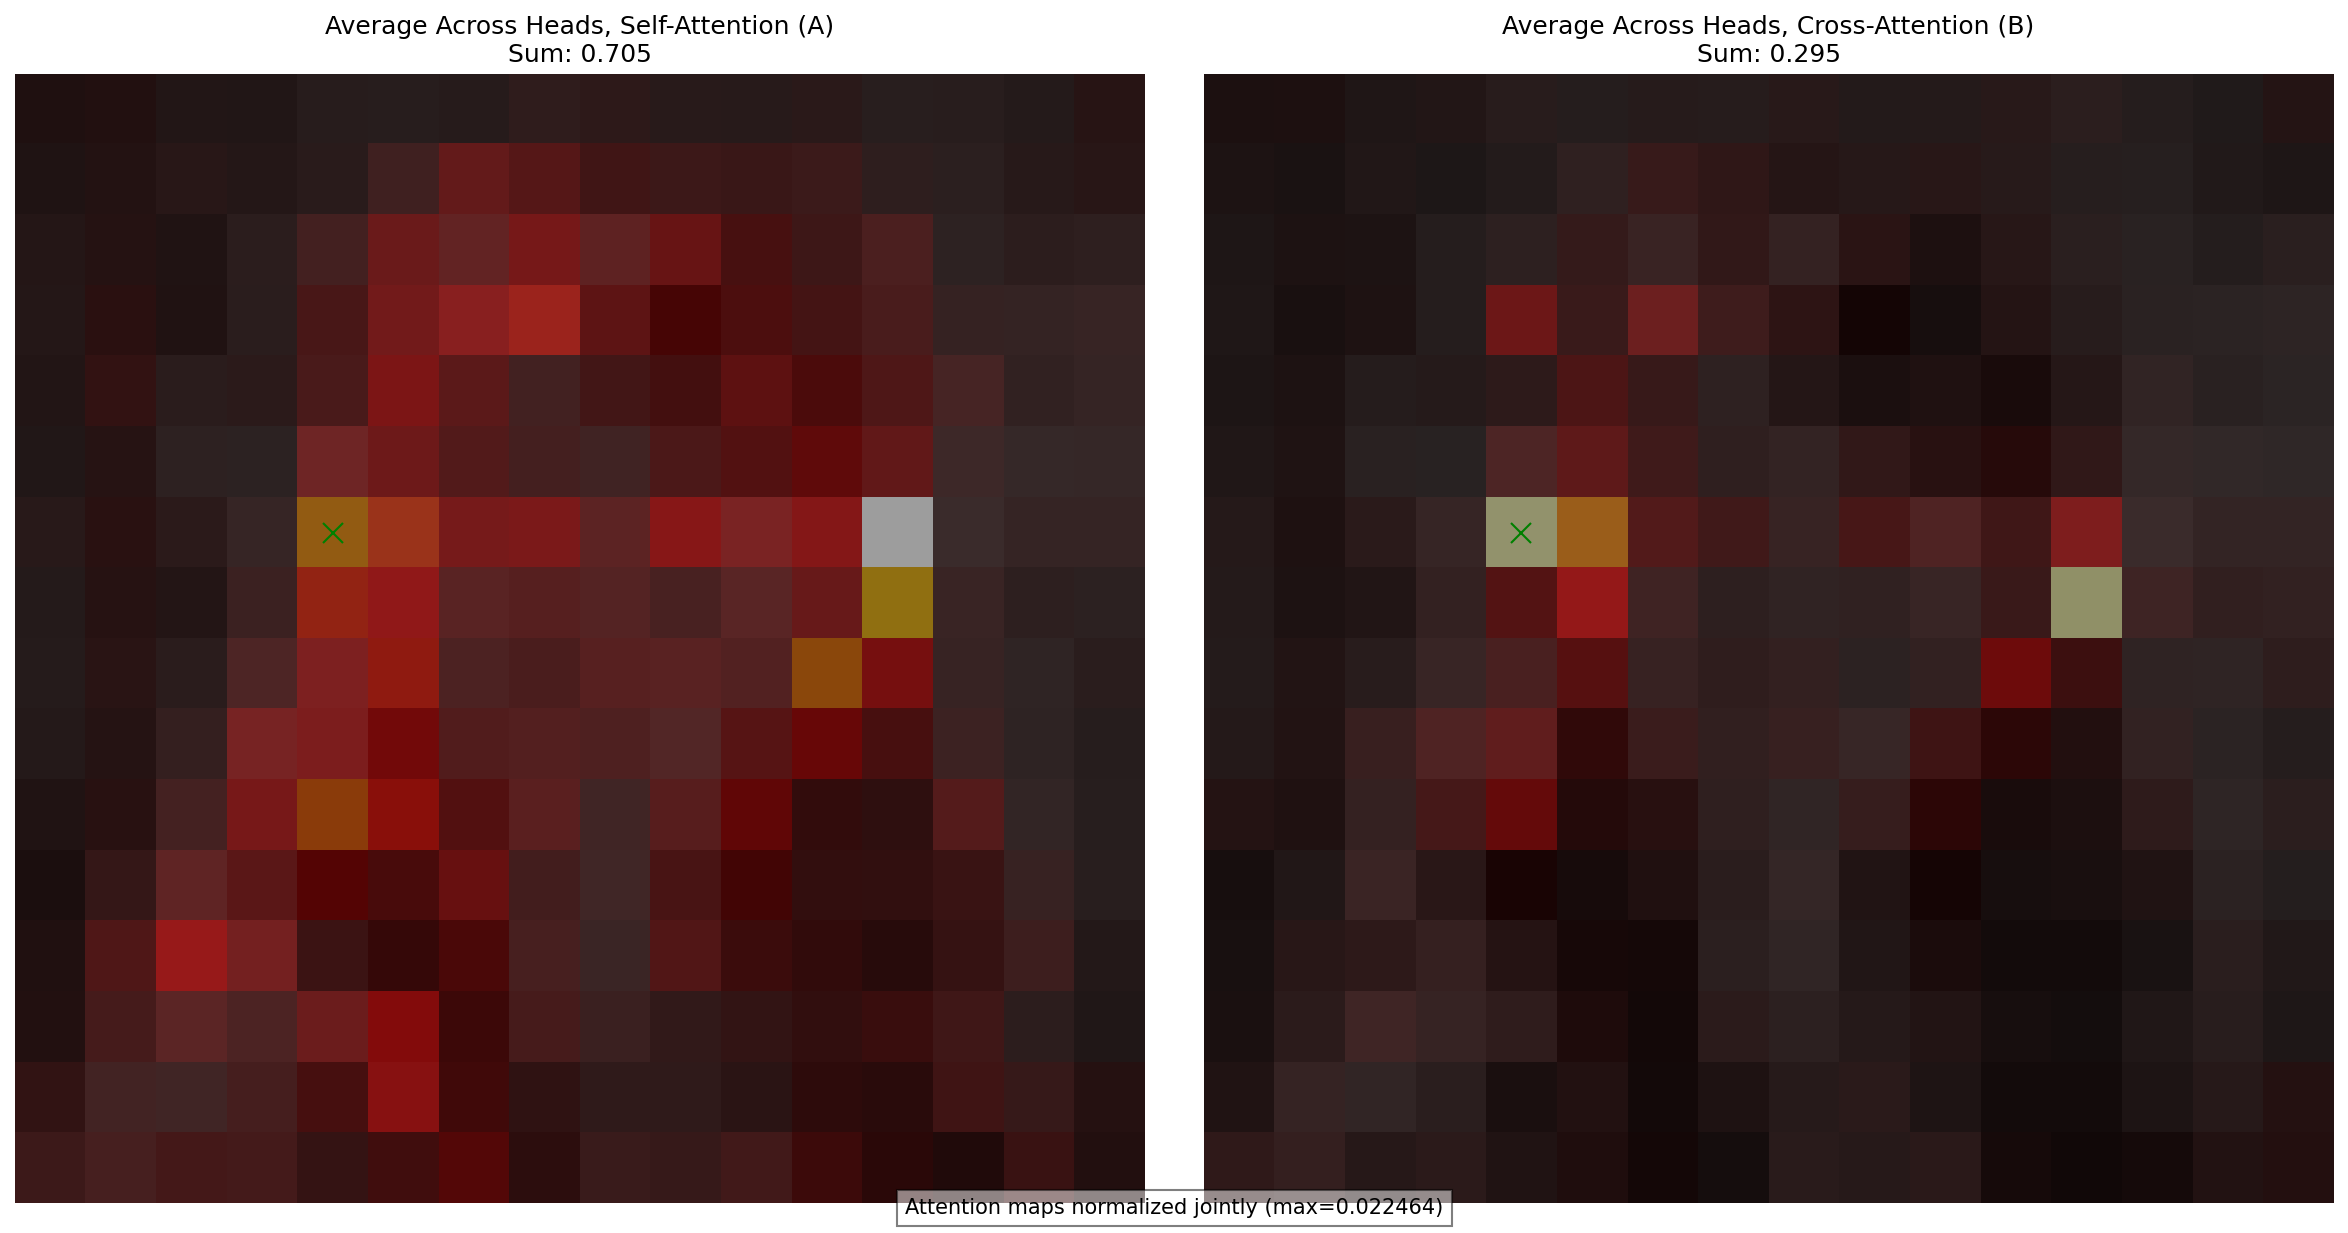 Average Across Heads, Self-Attention (A)
Sum: 0.705
Average Across Heads, Cross-Attention (B)
Sum: 0.295
Attention maps normalized jointly (max=0.022464)